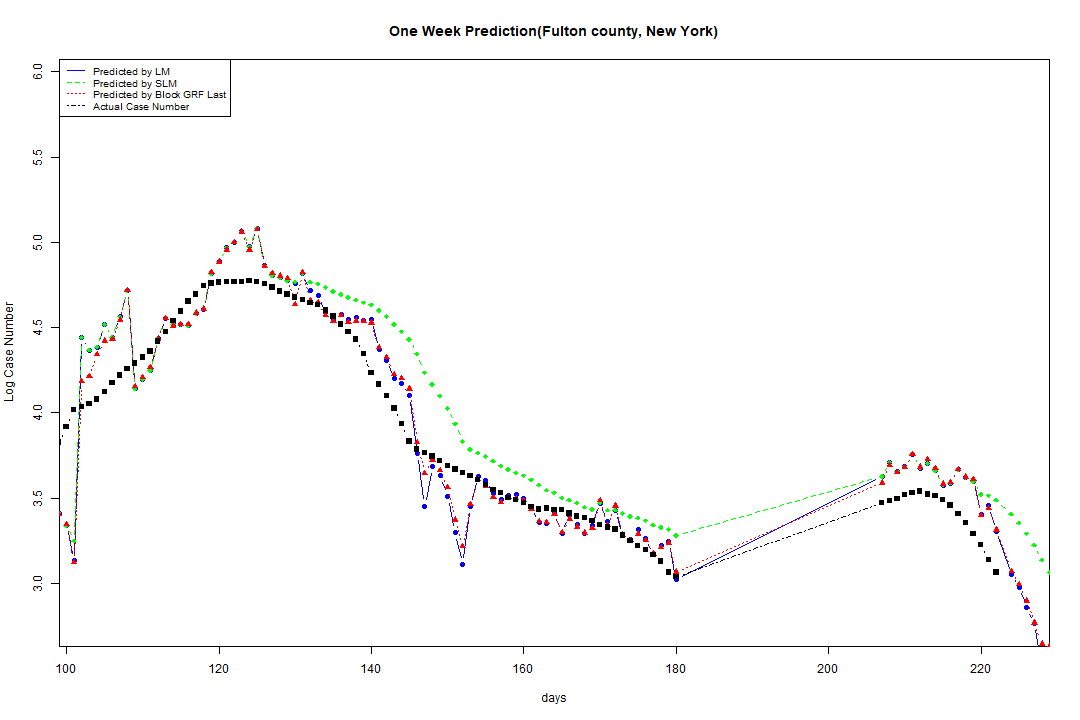 One Week Prediction(Fulton county, New York)
Predicted by LM
Predicted by SLM
Predicted by Block GRF Last
Actual Case Number
Log Case Number
6.0
5.5
5.0
4.5
4.0
3.5
3.0
100 120 140 160 180 200 220
days